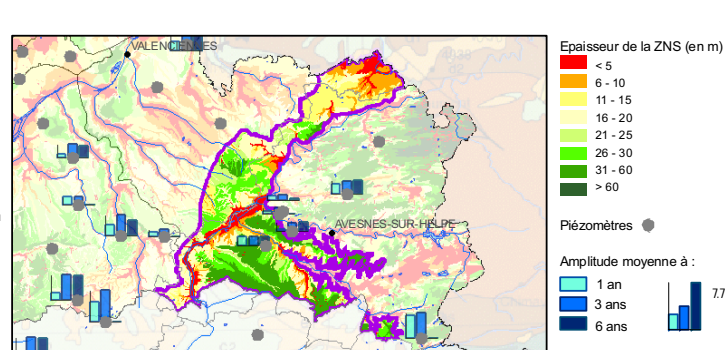 VALENCIENNES
AVESNES-SUR-HELPE
Epaisseur de la ZNS (en m)
< 5
6 - 10
11 - 15
16 - 20
21 - 25
26 - 30
31 - 60
> 60
Piézomètres
Amplitude moyenne à :
1 an
3 ans
6 ans
7.7